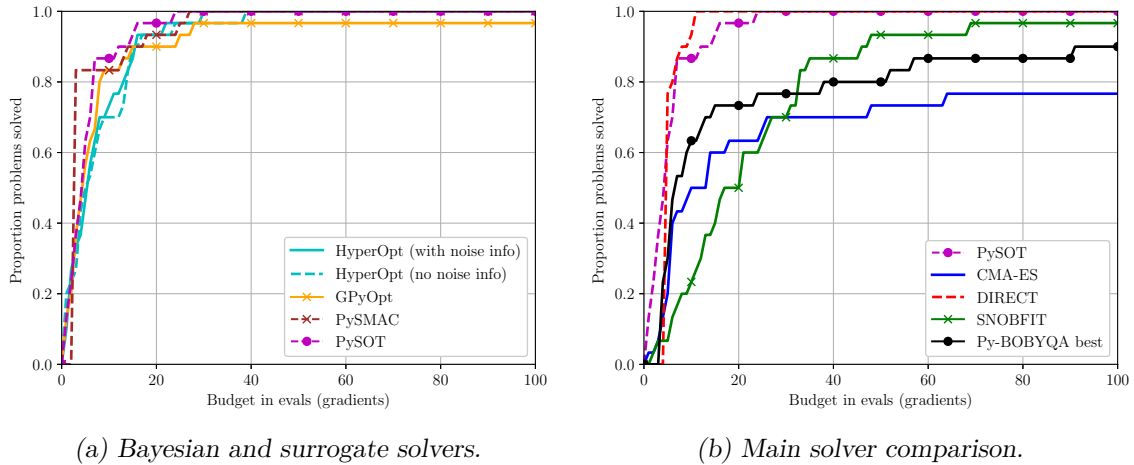 1.0
0.8
0.6
0.4
0.2
0.0
Proportion problems solved
0 20 40 60 80 100
Budget in evals (gradients)
HyperOpt (with noise info)
HyperOpt (no noise info)
GPyOpt
PySMAC
PySOT
(a) Bayesian and surrogate solvers.
1.0
0.8
0.6
0.4
0.2
0.0
Proportion problems solved
0 20 40 60 80 100
Budget in evals (gradients)
PySOT
CMA-ES
DIRECT
SNOBFIT
Py-BOBYQA best
(b) Main solver comparison.